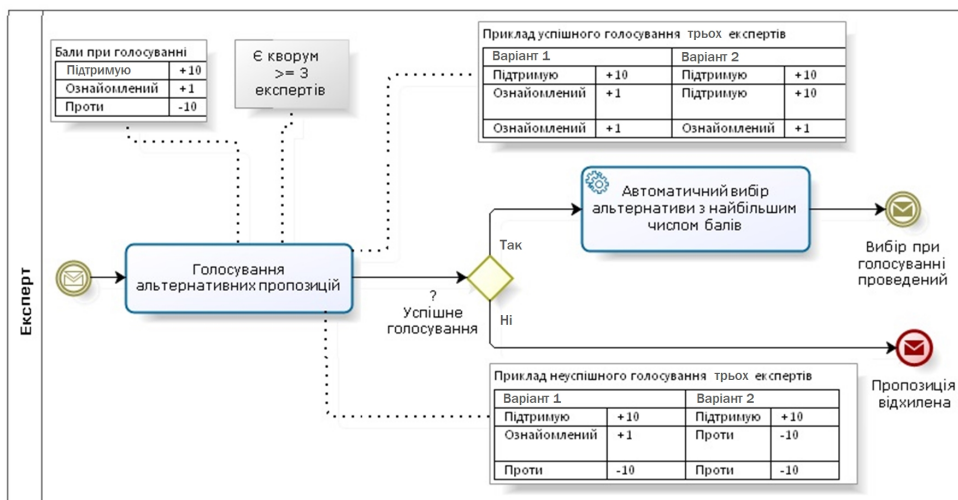 Експерт
Бали при голосуванні
Підтримую +10
Ознайомлений +1
Проти -10
Є кворум
>= 3
експертів
Приклад успішного голосування трьох експертів
Варіант 1 Варіант 2
Підтримую +10 Підтримую +10
Ознайомлений +1 Підтримую +10
Ознайомлений +1 Ознайомлений +1
Голосування
альтернативних пропозицій
?
Успішне
голосування
Так
Ні
Автоматичний вибір
альтернативи з найбільшим
числом балів
Вибір при
голосуванні
проведений
Пропозиція
відхилена
Приклад неуспішного голосування трьох експертів
Варіант 1 Варіант 2
Підтримую +10 Підтримую +10
Ознайомлений +1 Проти -10
Проти -10 Проти -10